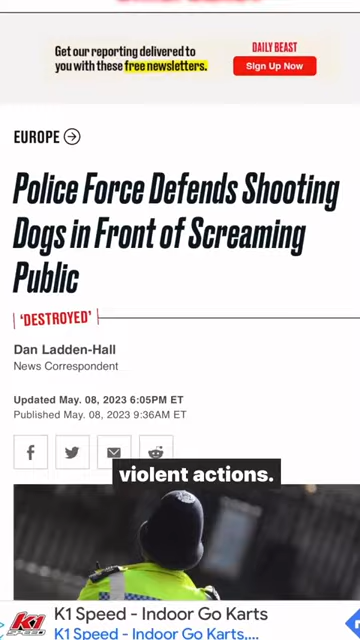 Get our reporting delivered to
you with these free newsletters.
DAILY BEAST
Sign Up Now
EUROPE
Police Force Defends Shooting
Dogs in Front of Screaming
Public
'DESTROYED'
Dan Ladden-Hall
News Correspondent
Updated May. 08, 2023 6:05PM ET
Published May. 08, 2023 9:36AM ET
violent actions.
K1 SPEED
K1 Speed - Indoor Go Karts
K1 Speed - Indoor Go Karts,...